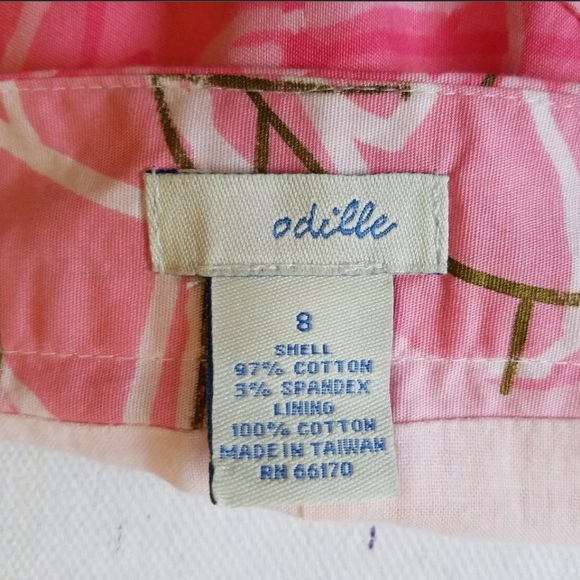 odille
8
SHELL
97% COTTON
3% SPANDEX
LINING
100% COTTON
MADE IN TAIWAN
RN 66170